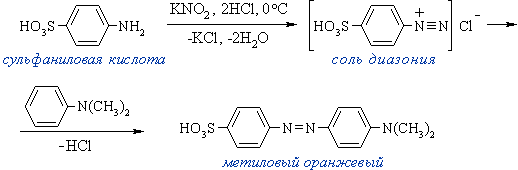 HO₃S NH₂ KNO₂, 2HCl, 0°C -KCl, -2H₂O HO₃S N≡N + Cl⁻
сульфаниловая кислота соль диазония
N(CH₃)₂ -HCl HO₃S N=N N(CH₃)₂
метиловый оранжевый